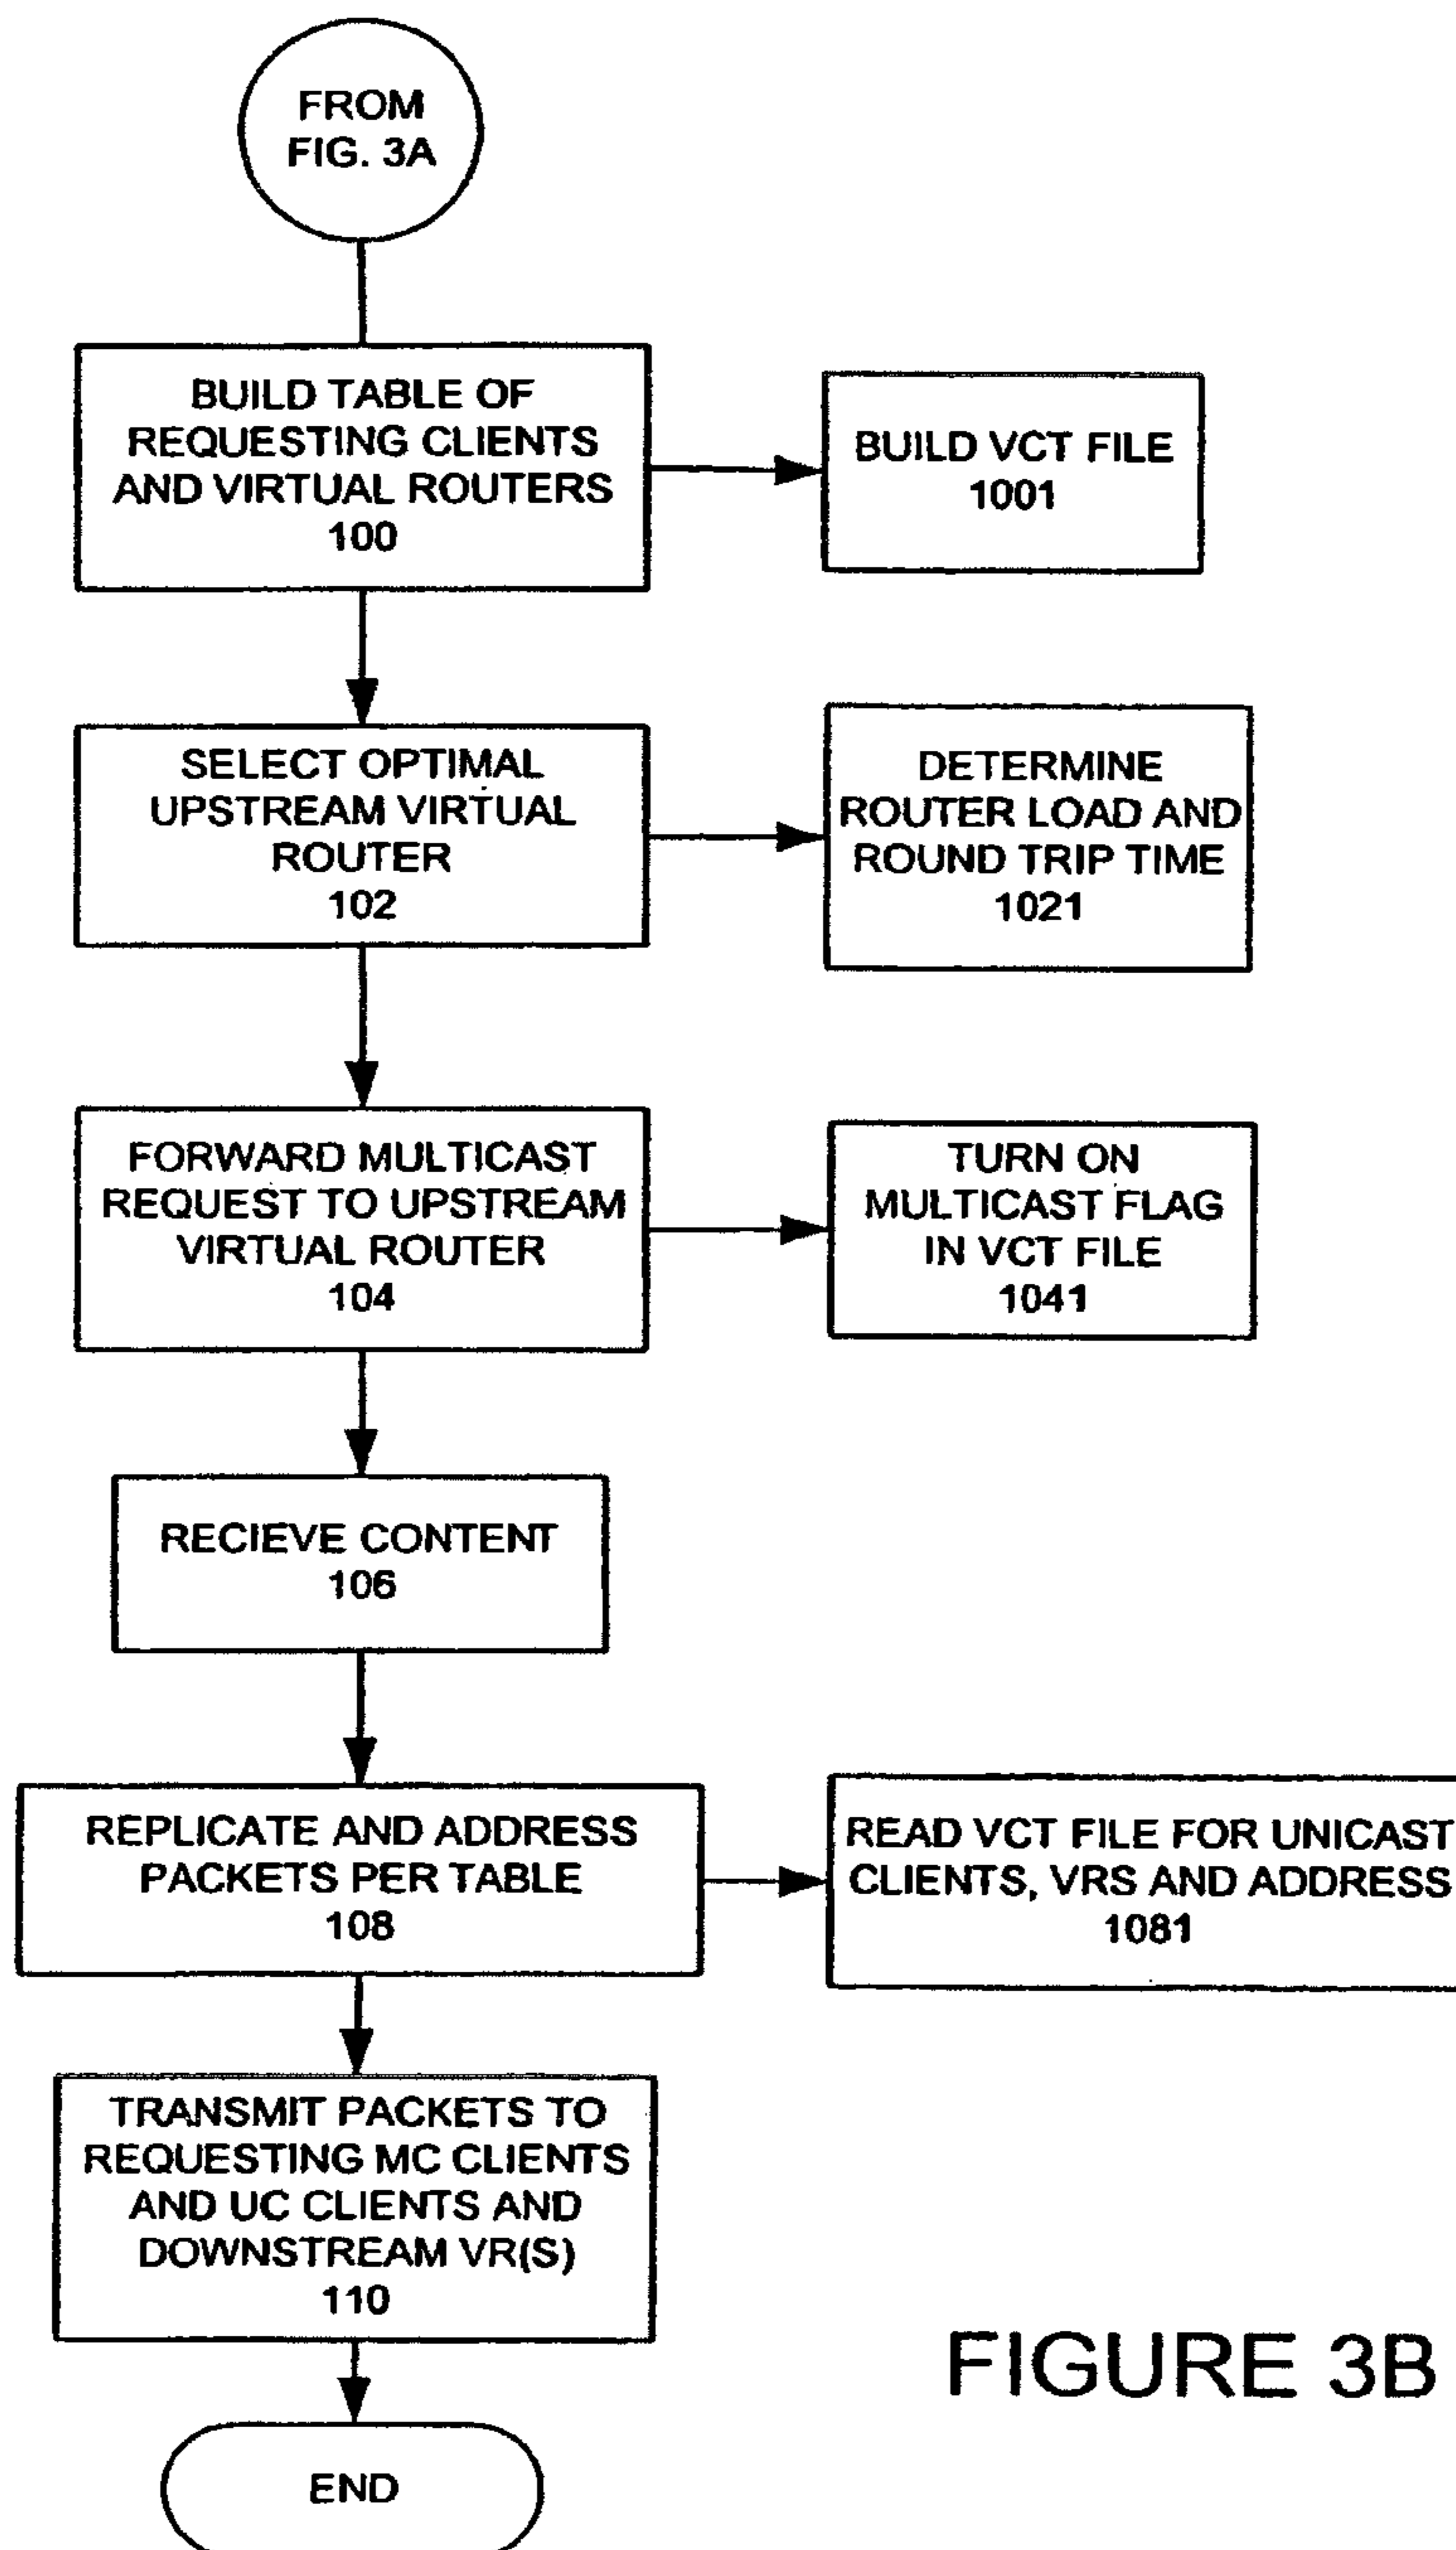 FROM
FIG. 3A
BUILD TABLE OF
REQUESTING CLIENTS
AND VIRTUAL ROUTERS
100
BUILD VCT FILE
1001
SELECT OPTIMAL
UPSTREAM VIRTUAL
ROUTER
102
DETERMINE
ROUTER LOAD AND
ROUND TRIP TIME
1021
FORWARD MULTICAST
REQUEST TO UPSTREAM
VIRTUAL ROUTER
104
TURN ON
MULTICAST FLAG
IN VCT FILE
1041
RECIEVE CONTENT
106
REPLICATE AND ADDRESS
PACKETS PER TABLE
108
READ VCT FILE FOR UNICAST
CLIENTS, VRS AND ADDRESS
1081
TRANSMIT PACKETS TO
REQUESTING MC CLIENTS
AND UC CLIENTS AND
DOWNSTREAM VR(S)
110
END
FIGURE 3B